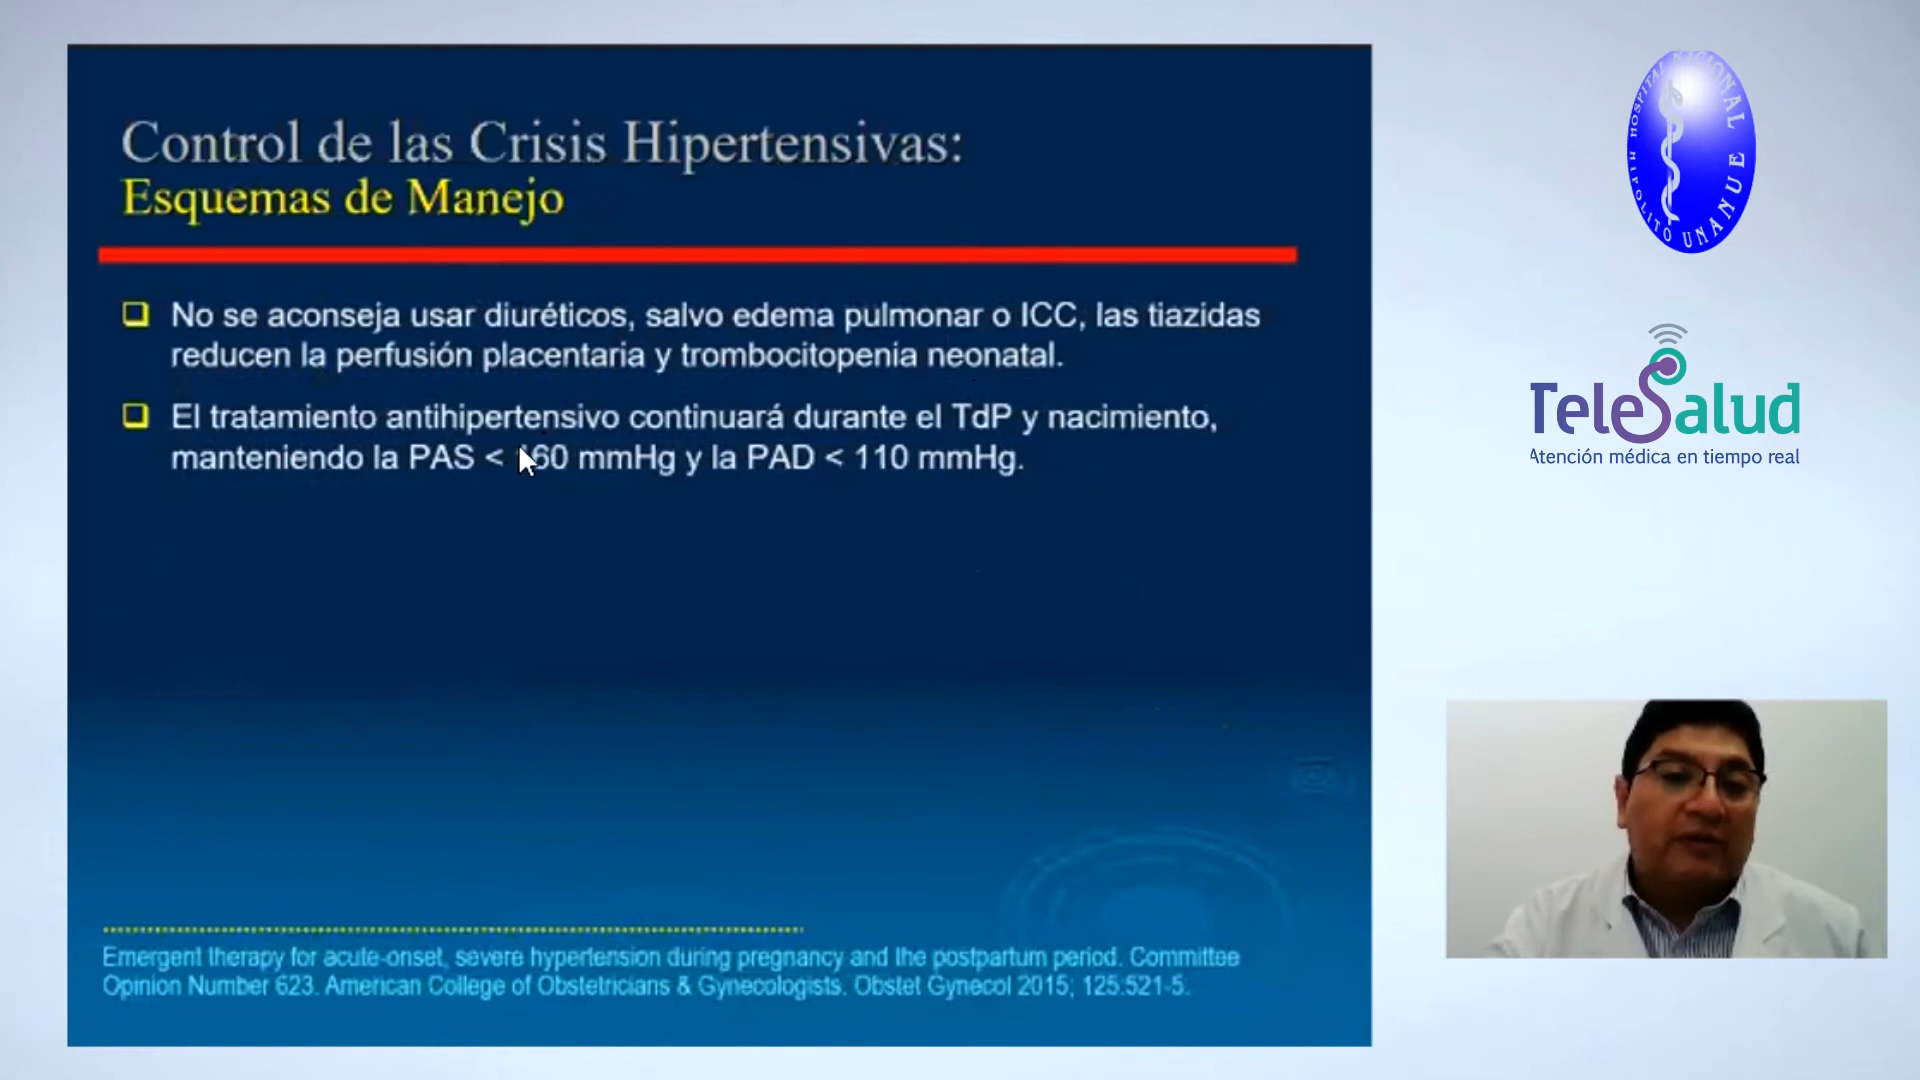 Control de las Crisis Hipertensivas:
Esquemas de Manejo
No se aconseja usar diuréticos, salvo edema pulmonar o ICC, las tiazidas
reducen la perfusión placentaria y trombocitopenia neonatal.
El tratamiento antihipertensivo continuará durante el TdP y nacimiento,
manteniendo la PAS < 160 mmHg y la PAD < 110 mmHg.
Emergent therapy for acute-onset, severe hypertension during pregnancy and the postpartum period. Committee
Opinion Number 623. American College of Obstetricians & Gynecologists. Obstet Gynecol 2015; 125:521-5.
HOSPITAL NACIONAL
HIPOLITO UNANUE
TeleSalud
Atención médica en tiempo real